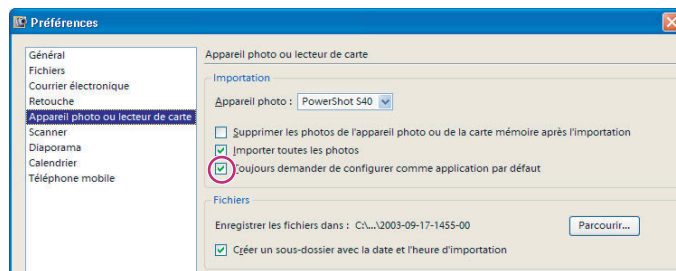 Préférences
Général
Fichiers
Courrier électronique
Retouche
Appareil photo ou lecteur de carte
Scanner
Diaporama
Calendrier
Téléphone mobile
Appareil photo ou lecteur de carte
Importation
Appareil photo : PowerShot S40
Supprimer les photos de l'appareil photo ou de la carte mémoire après l'importation
Importer toutes les photos
Toujours demander de configurer comme application par défaut
Fichiers
Enregistrer les fichiers dans : C:\...\2003-09-17-1455-00 Parcourir...
Créer un sous-dossier avec la date et l'heure d'importation